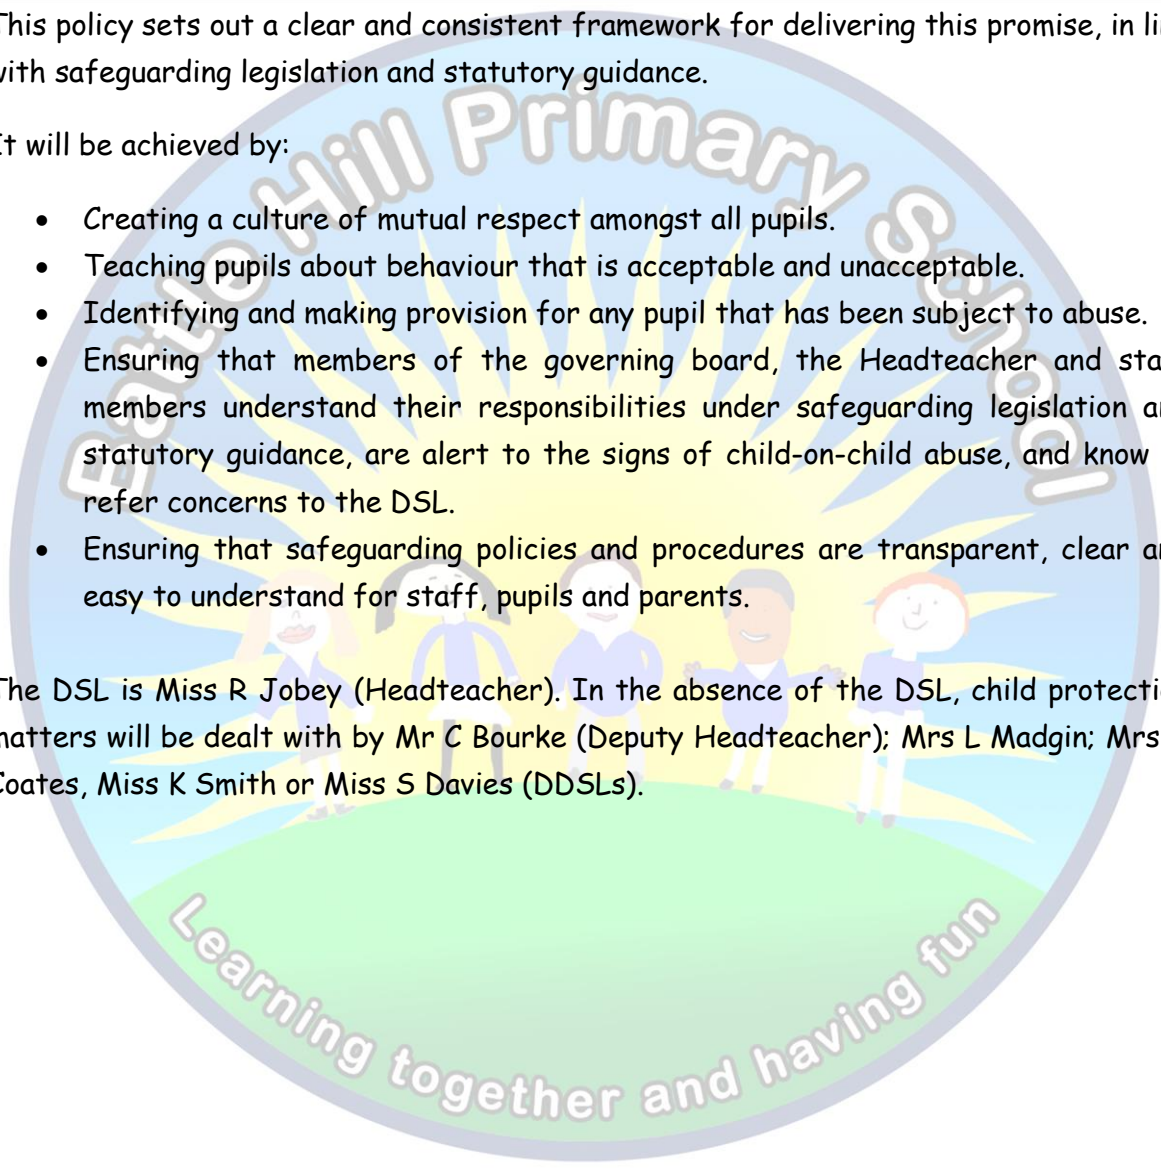 This policy sets out a clear and consistent framework for delivering this promise, in
with safeguarding legislation and statutory guidance.
It will be achieved by:
• Creating a culture of mutual respect amongst all pupils.
• Teaching pupils about behaviour that is acceptable and unacceptable.
• Identifying and making provision for any pupil that has been subject to abuse.
• Ensuring that members of the governing board, the Headteacher and
members understand their responsibilities under safeguarding legislation
statutory guidance, are alert to the signs of child-on-child abuse, and know
refer concerns to the DSL.
• Ensuring that safeguarding policies and procedures are transparent, clear
easy to understand for staff, pupils and parents.
The DSL is Miss R Jobey (Headteacher). In the absence of the DSL, child
matters will be dealt with by Mr C Bourke (Deputy Headteacher); Mrs L Madgin; Mrs
Coates, Miss K Smith or Miss S Davies (DDSLs).
Battle Hill Primary School
Learning together and having fun